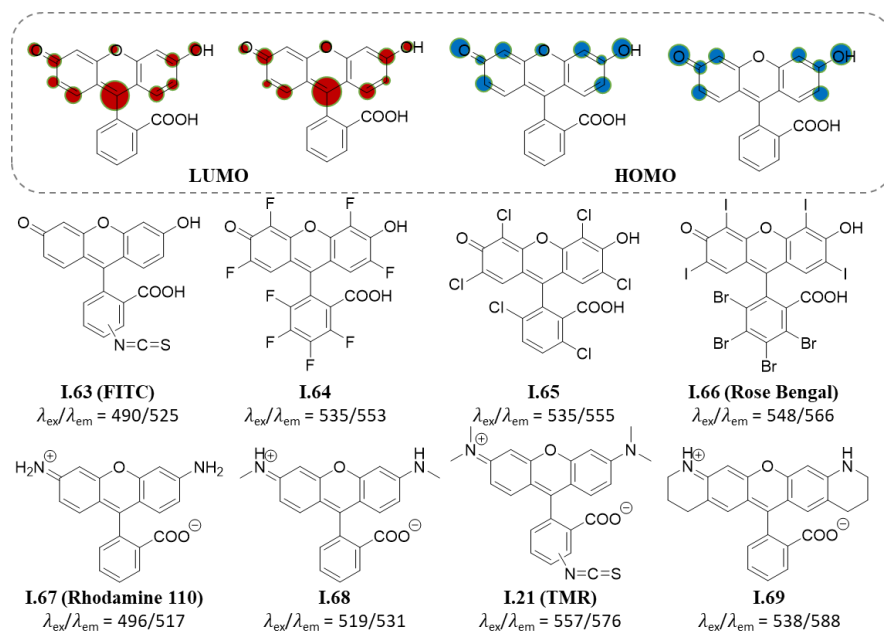 O O OH O O OH O O OH O O OH
COOH COOH COOH COOH
LUMO HOMO
O O OH
COOH
N=C=S
F F
O O OH
F F
F COOH
F F
F
Cl Cl
O O OH
Cl Cl
Cl COOH
Cl
I I
O O OH
I I
Br COOH
Br Br
Br
I.63 (FITC) I.64 I.65 I.66 (Rose Bengal)
λex/λem = 490/525 λex/λem = 535/553 λex/λem = 535/555 λex/λem = 548/566
H₂N⊕ O NH₂
COO⊖
H N⊕ O H N
COO⊖
N⊕ O N
COO⊖
N=C=S
H N⊕ O H N
COO⊖
I.67 (Rhodamine 110) I.68 I.21 (TMR) I.69
λex/λem = 496/517 λex/λem = 519/531 λex/λem = 557/576 λex/λem = 538/588